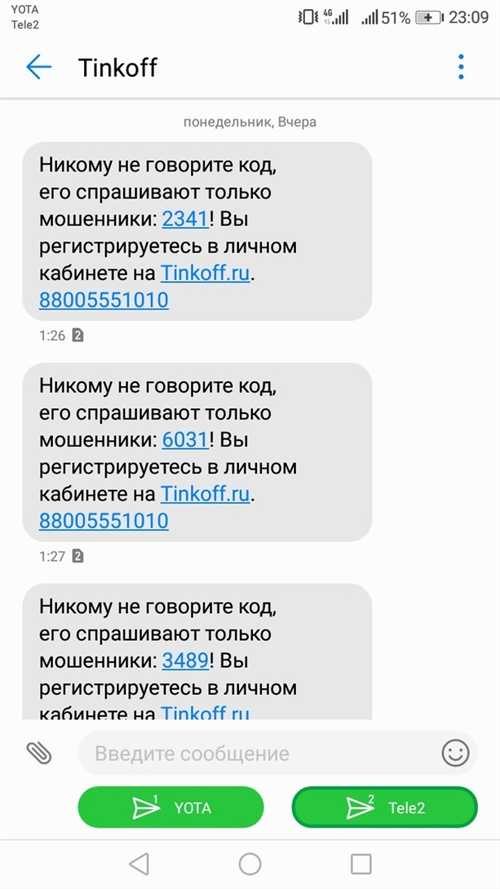 YOTA
Tele2
4G
51%
23:09
Tinkoff
понедельник, Вчера
Никому не говорите код,
его спрашивают только
мошенники: 2341! Вы
регистрируетесь в личном
кабинете на Tinkoff.ru.
88005551010
1:26 2
Никому не говорите код,
его спрашивают только
мошенники: 6031! Вы
регистрируетесь в личном
кабинете на Tinkoff.ru.
88005551010
1:27 2
Никому не говорите код,
его спрашивают только
мошенники: 3489! Вы
регистрируетесь в личном
кабинете на Tinkoff.ru
Введите сообщение
1 YOTA
2 Tele2